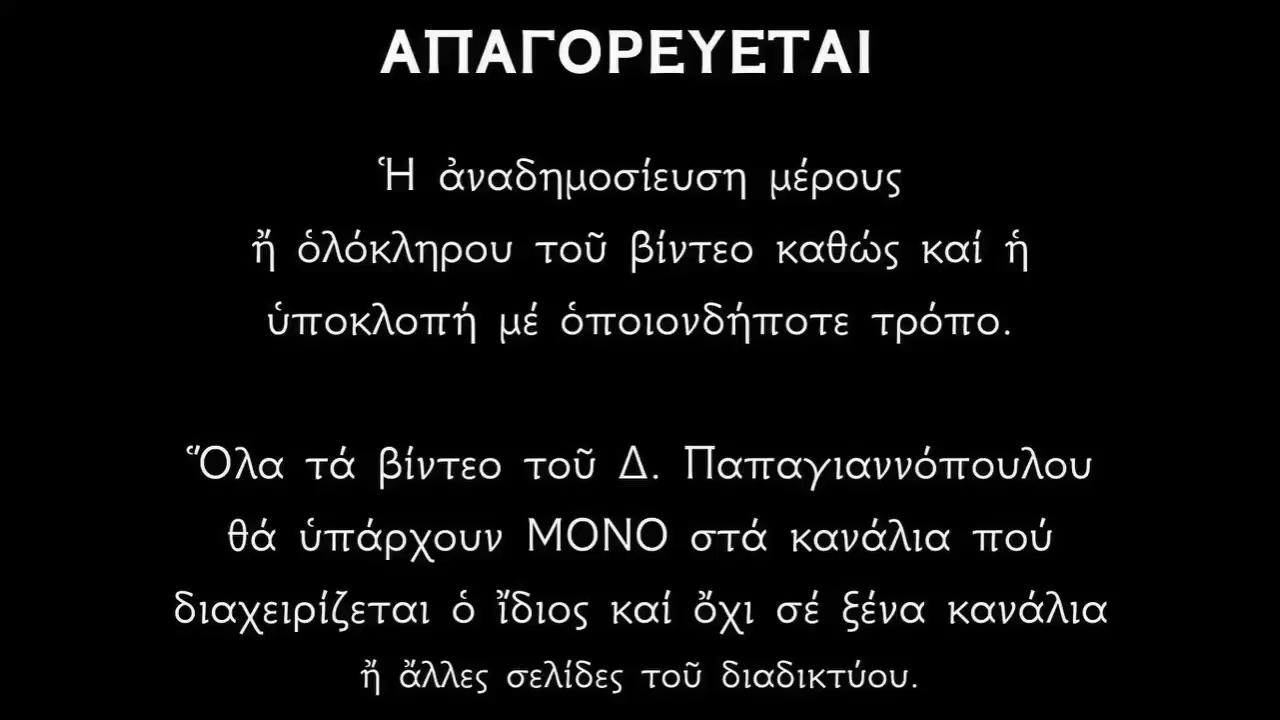 ΑΠΑΓΟΡΕΥΕΤΑΙ
Ἡ ἀναδημοσίευση μέρους
ἤ ὁλόκληρου τοῦ βίντεο καθώς καί ἡ
ὑποκλοπή μέ ὁποιονδήποτε τρόπο.
Ὅλα τά βίντεο τοῦ Δ. Παπαγιαννόπουλου
θά ὑπάρχουν ΜΟΝΟ στά κανάλια πού
διαχειρίζεται ὁ ἴδιος καί ὄχι σέ ξένα κανάλια
ἤ ἄλλες σελίδες τοῦ διαδικτύου.